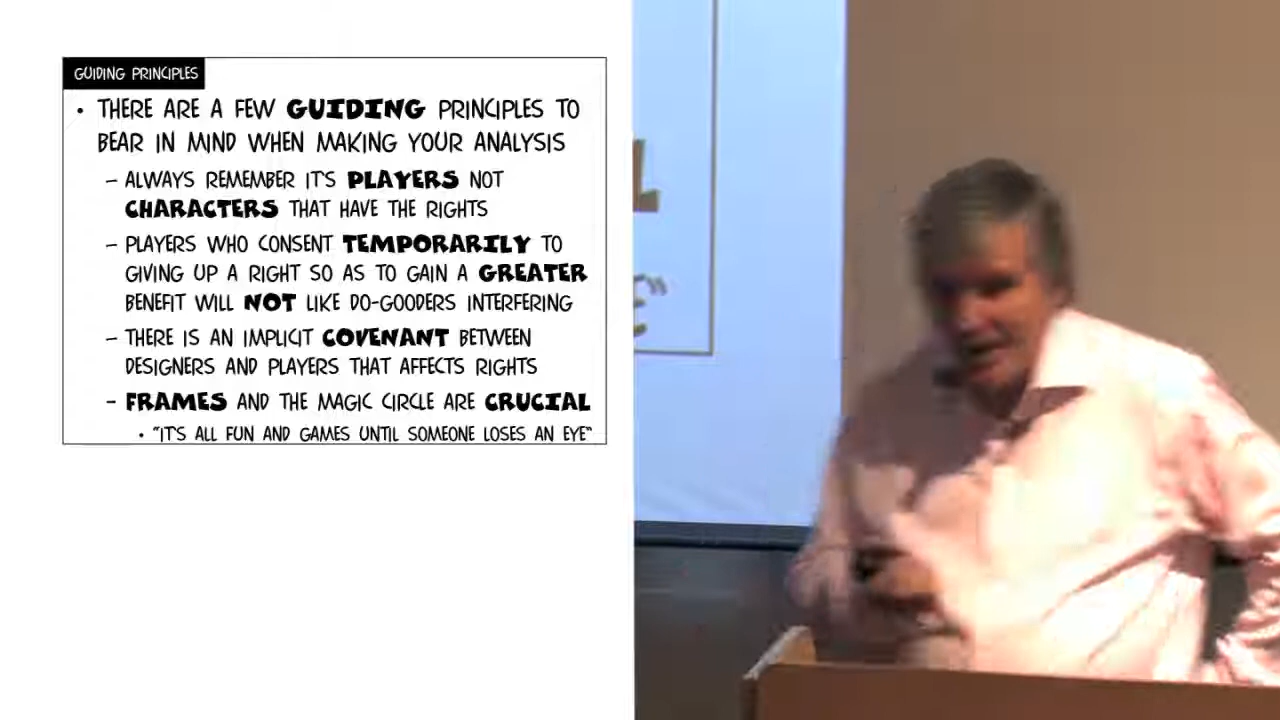 GUIDING PRINCIPLES
• THERE ARE A FEW GUIDING PRINCIPLES TO
BEAR IN MIND WHEN MAKING YOUR ANALYSIS
– ALWAYS REMEMBER IT'S PLAYERS NOT
CHARACTERS THAT HAVE THE RIGHTS
– PLAYERS WHO CONSENT TEMPORARILY TO
GIVING UP A RIGHT SO AS TO GAIN A GREATER
BENEFIT WILL NOT LIKE DO-GOODERS INTERFERING
– THERE IS AN IMPLICIT COVENANT BETWEEN
DESIGNERS AND PLAYERS THAT AFFECTS RIGHTS
– FRAMES AND THE MAGIC CIRCLE ARE CRUCIAL
• "IT'S ALL FUN AND GAMES UNTIL SOMEONE LOSES AN EYE"
L
E"